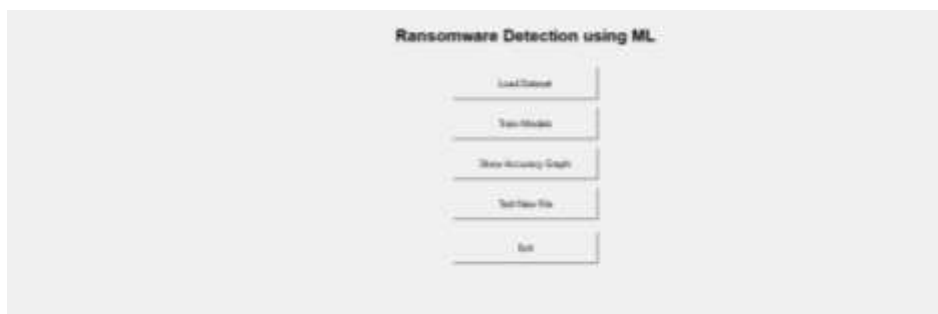 Ransomware Detection using ML
Load Dataset
Train Models
Show Accuracy Graph
Test New File
Exit